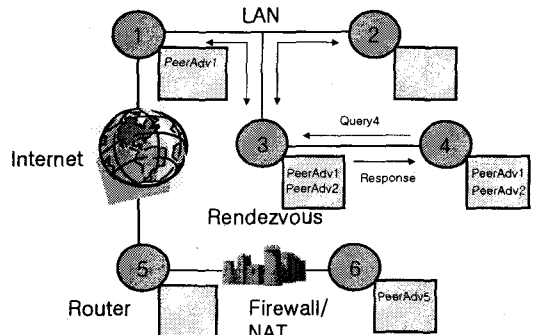 LAN
1
2
PeerAdv1
Query4
3
4
Internet
PeerAdv1
PeerAdv2
Response
PeerAdv1
PeerAdv2
Rendezvous
5
6
PeerAdv5
Router
Firewall/
NAT